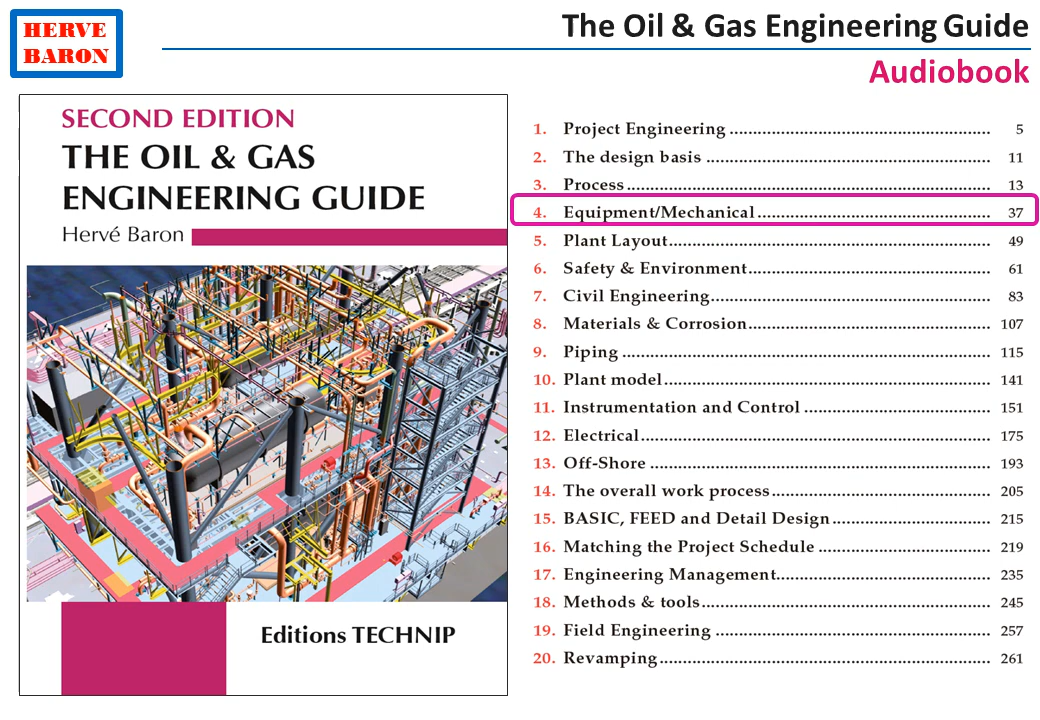 HERVE
BARON
The Oil & Gas Engineering Guide
Audiobook
SECOND EDITION
THE OIL & GAS
ENGINEERING GUIDE
Hervé Baron
Editions TECHNIP
1. Project Engineering ........................................................ 5
2. The design basis ............................................................. 11
3. Process .............................................................................. 13
4. Equipment/Mechanical .................................................. 37
5. Plant Layout..................................................................... 49
6. Safety & Environment.................................................... 61
7. Civil Engineering............................................................ 83
8. Materials & Corrosion.................................................... 107
9. Piping ............................................................................... 115
10. Plant model...................................................................... 141
11. Instrumentation and Control ........................................ 151
12. Electrical........................................................................... 175
13. Off-Shore ......................................................................... 193
14. The overall work process............................................... 205
15. BASIC, FEED and Detail Design.................................. 215
16. Matching the Project Schedule ..................................... 219
17. Engineering Management.............................................. 235
18. Methods & tools.............................................................. 245
19. Field Engineering ........................................................... 257
20. Revamping....................................................................... 261